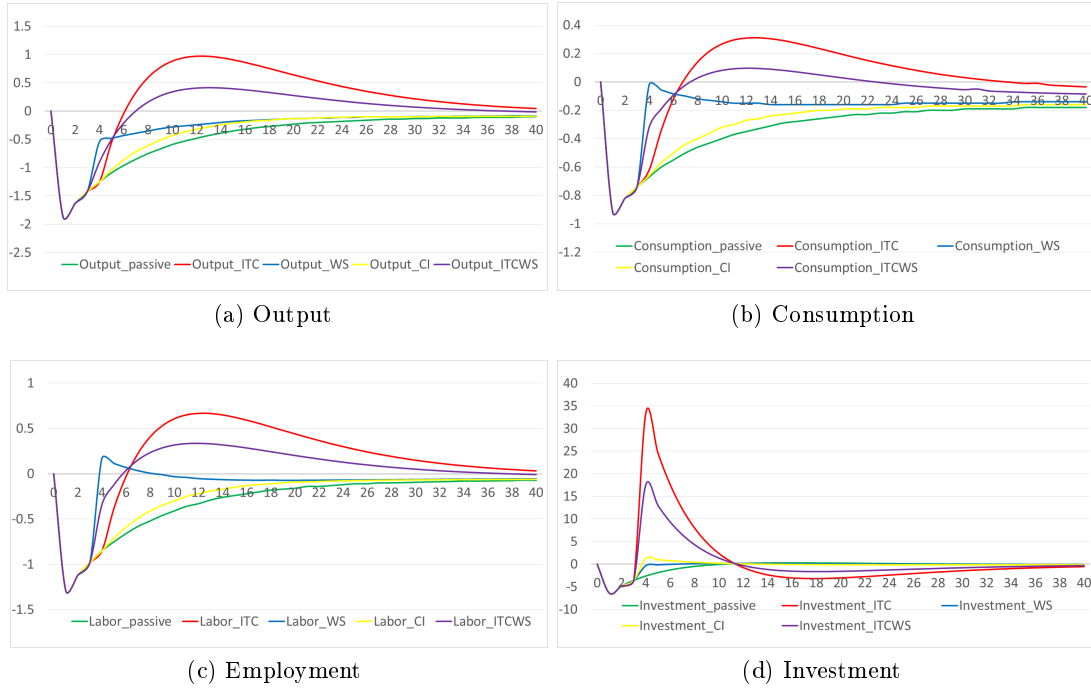 1.5
1
0.5
0
-0.5
-1
-1.5
-2
-2.5
0 2 4 6 8 10 12 14 16 18 20 22 24 26 28 30 32 34 36 38 40
Output_passive Output_ITC Output_WS Output_CI Output_ITCWS
(a) Output
0.4
0.2
0
-0.2
-0.4
-0.6
-0.8
-1
-1.2
0 2 4 6 8 10 12 14 16 18 20 22 24 26 28 30 32 34 36 38 40
Consumption_passive Consumption_ITC Consumption_WS
Consumption_CI Consumption_ITCWS
(b) Consumption
1
0.5
0
-0.5
-1
-1.5
0 2 4 6 8 10 12 14 16 18 20 22 24 26 28 30 32 34 36 38 40
Labor_passive Labor_ITC Labor_WS Labor_CI Labor_ITCWS
(c) Employment
40
35
30
25
20
15
10
5
0
-5
-10
0 2 4 6 8 10 12 14 16 18 20 22 24 26 28 30 32 34 36 38 40
Investment_passive Investment_ITC Investment_WS
Investment_CI Investment_ITCWS
(d) Investment